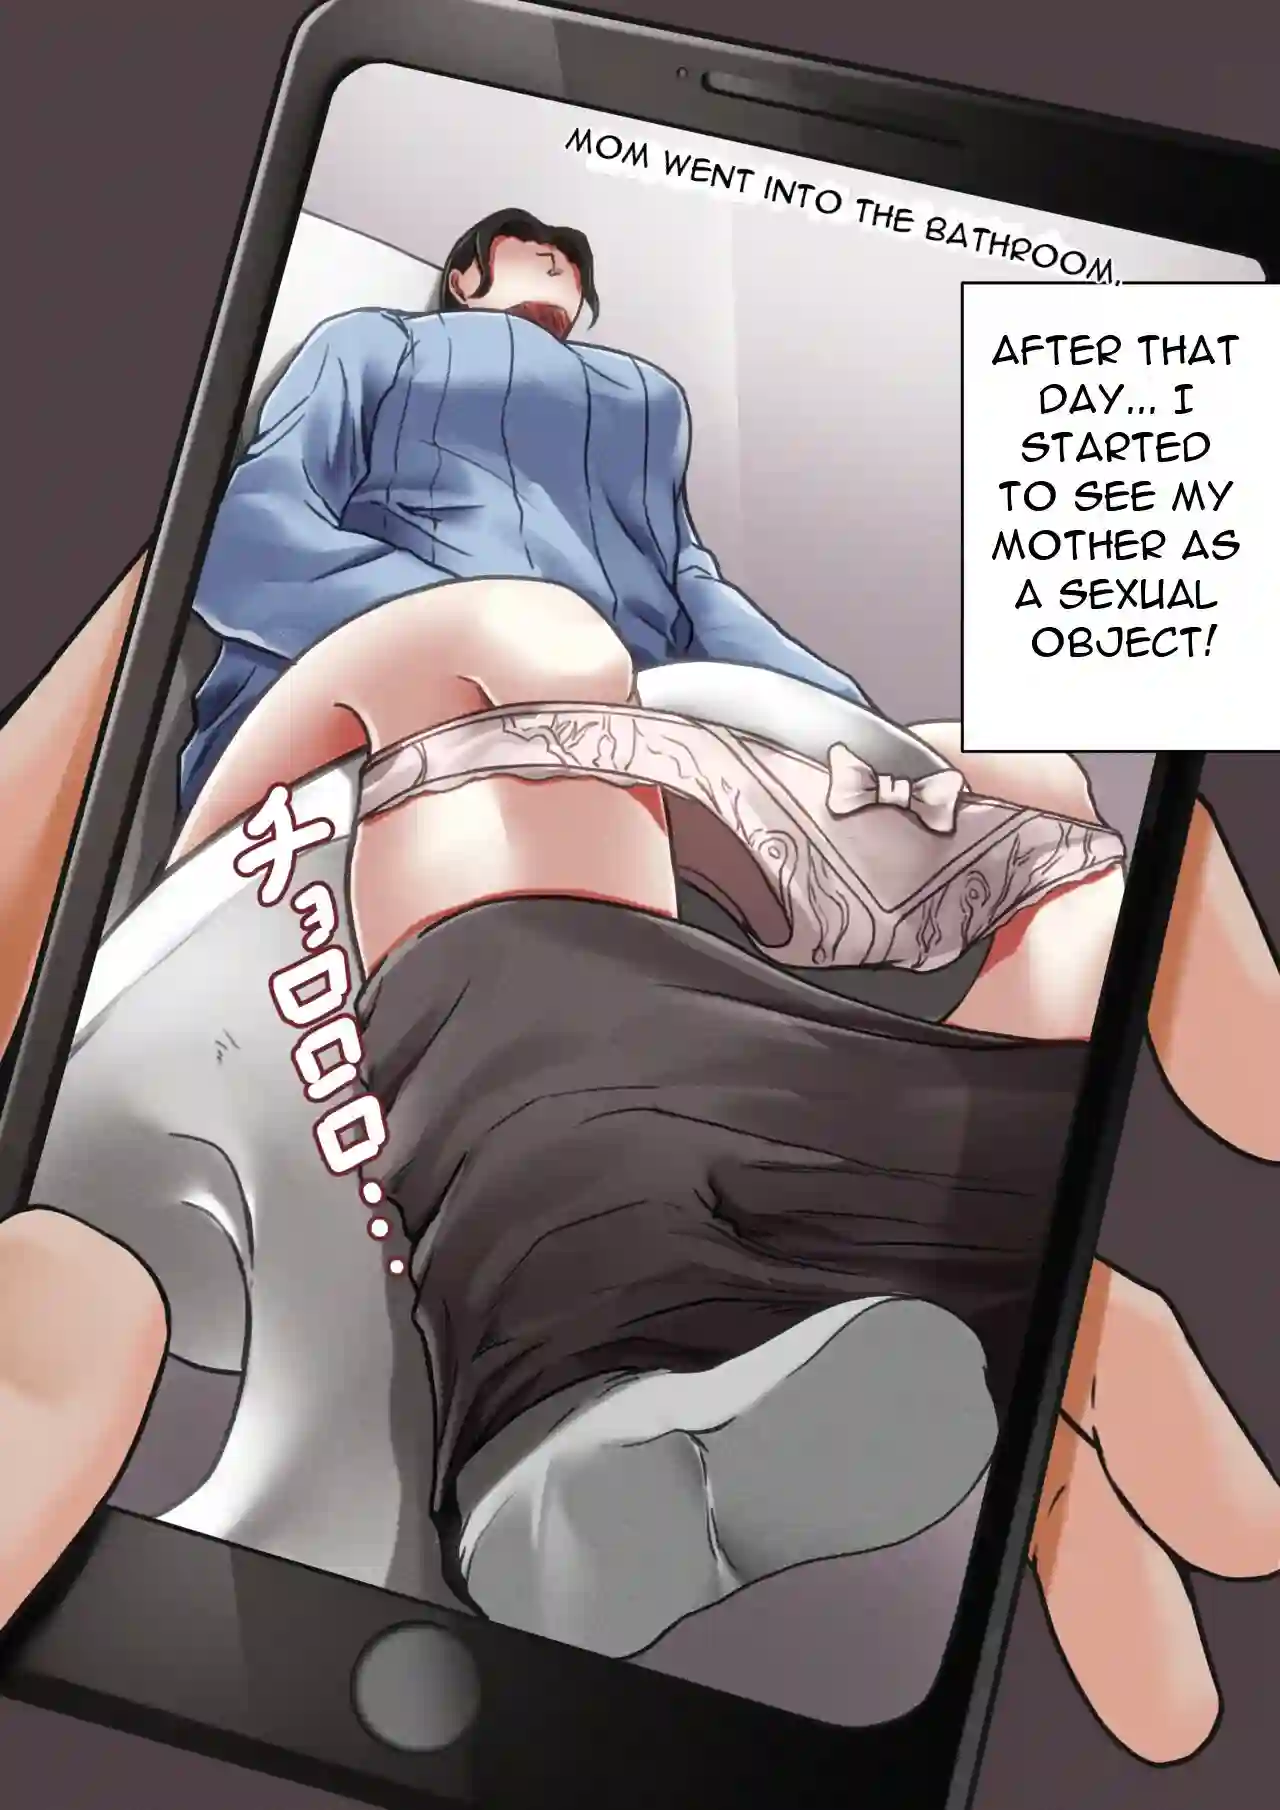 MOM WENT INTO THE BATHROOM,
AFTER THAT
DAY... I
STARTED
TO SEE MY
MOTHER AS
A SEXUAL
OBJECT!
チョロロロ...